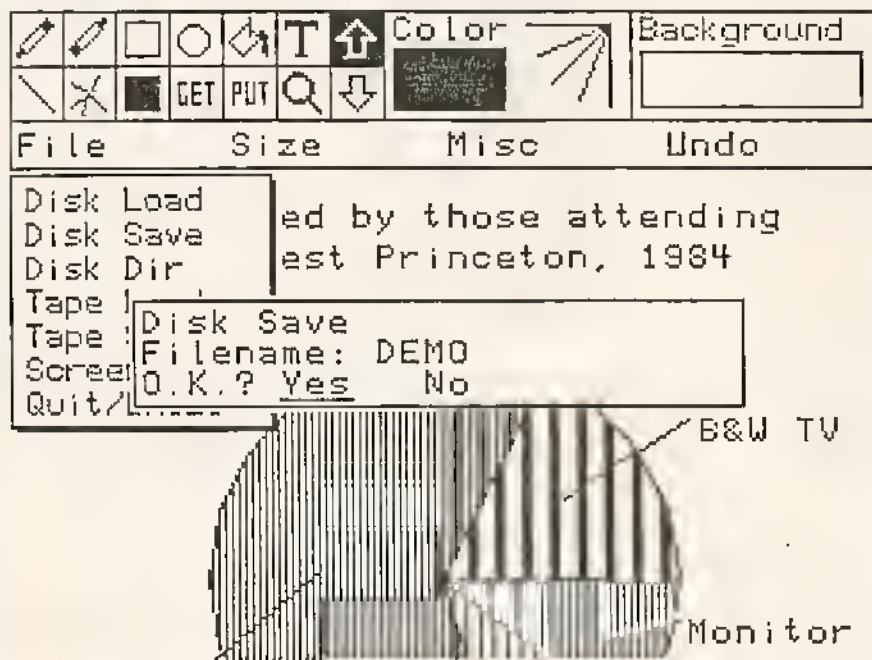 T Color Background
GET PUT
File Size Misc Undo
Disk Load
Disk Save
Disk Dir
Tape
Tape
Screen
Quit/
ed by those attending
est Princeton, 1984
Disk Save
Filename: DEMO
O.K.? Yes No
B&W TV
Monitor